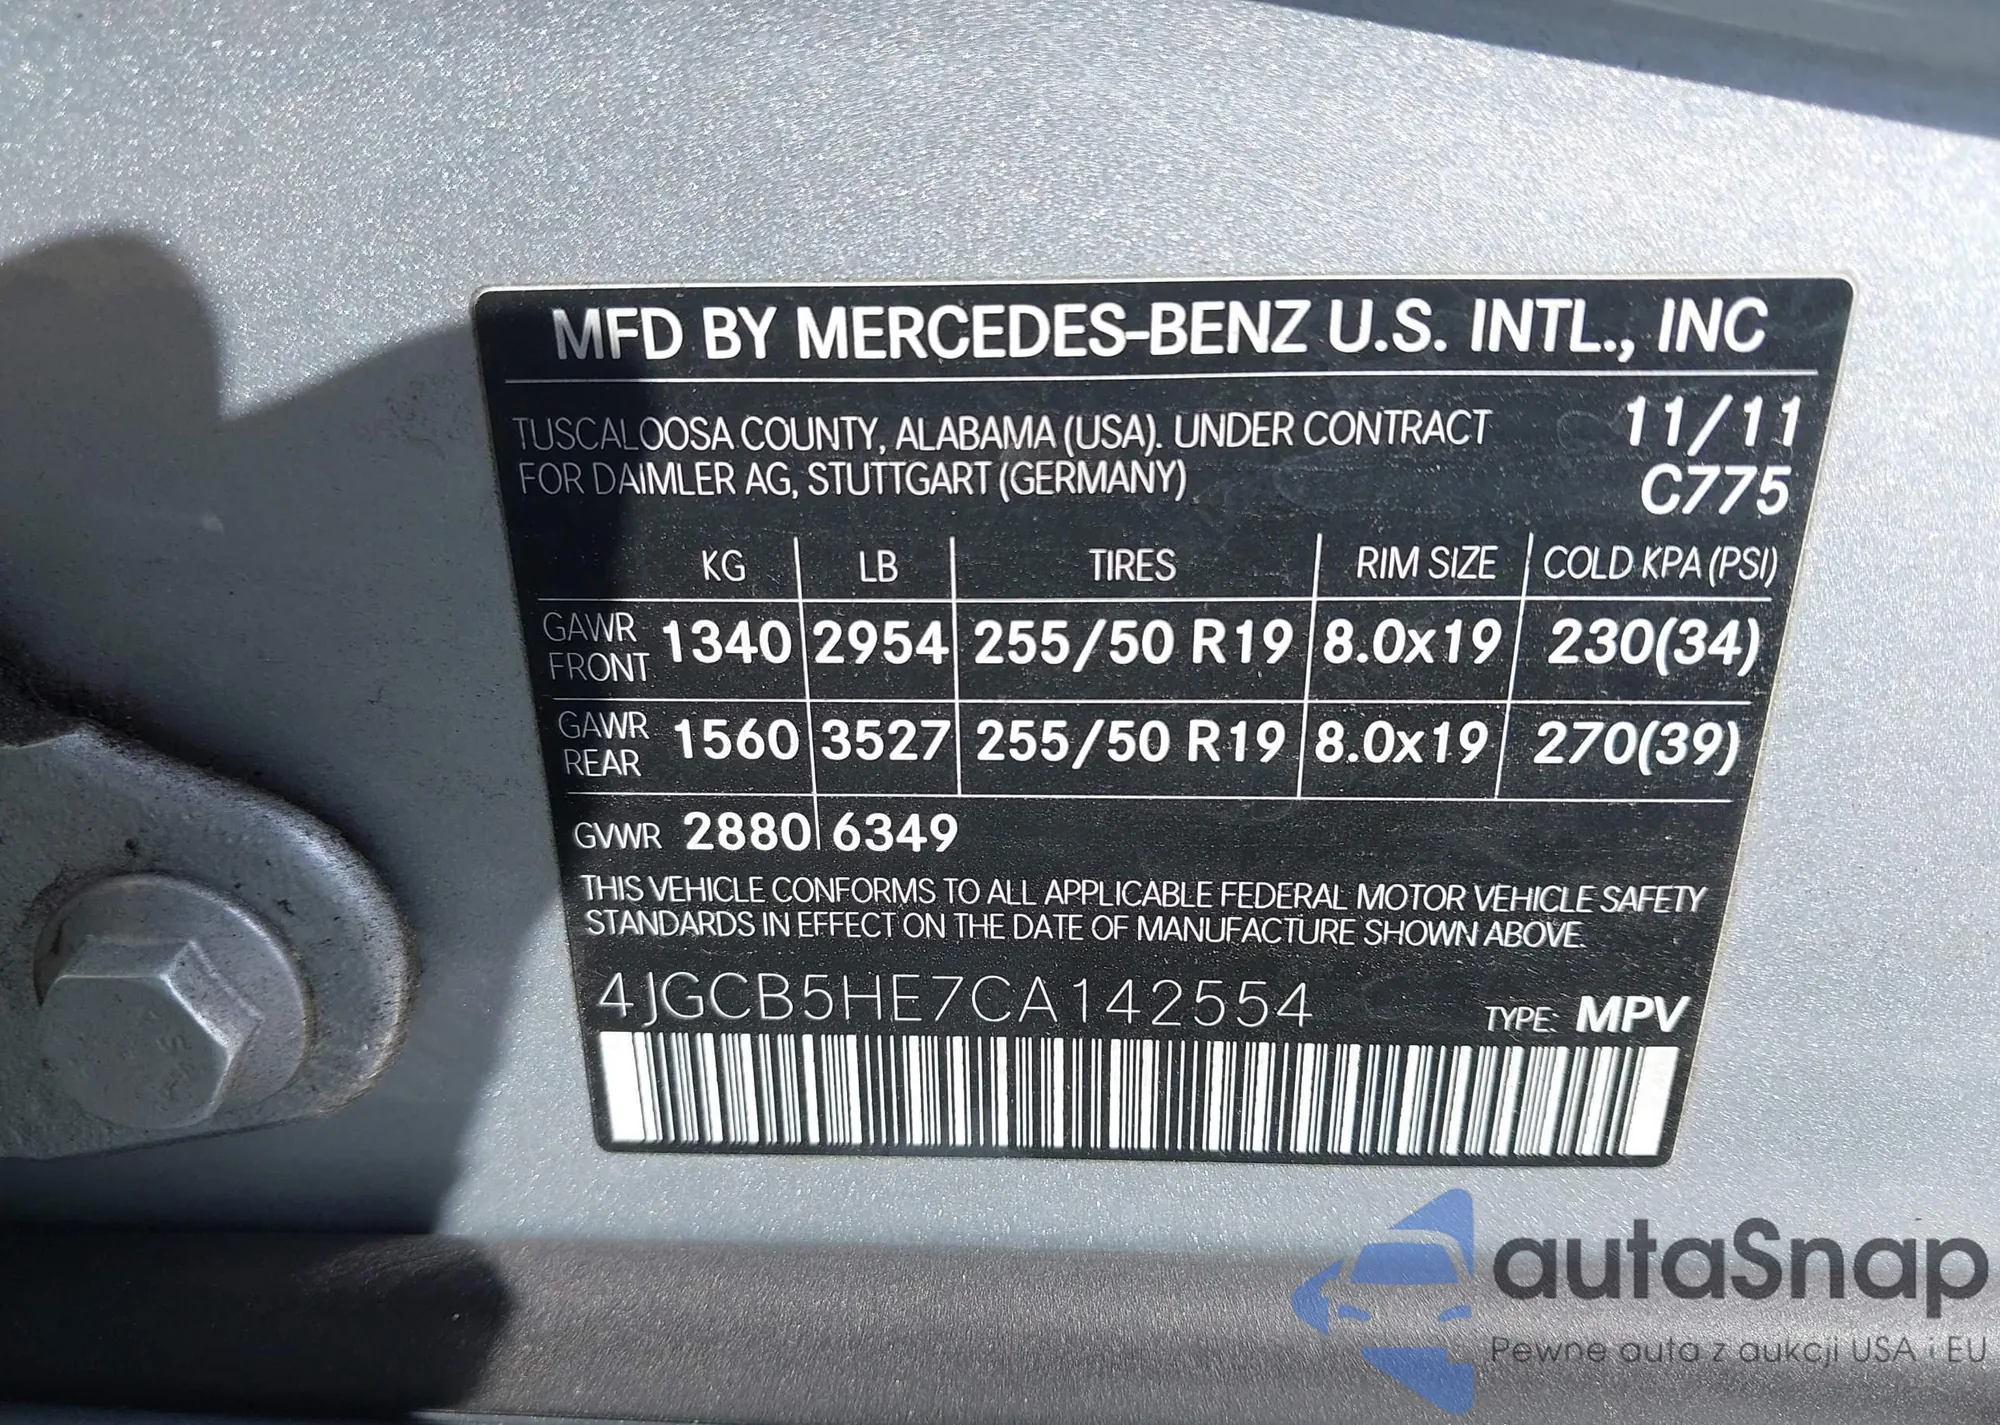 MFD BY MERCEDES-BENZ U.S. INTL., INC
TUSCALOOSA COUNTY, ALABAMA (USA). UNDER CONTRACT 11/11
FOR DAIMLER AG, STUTTGART (GERMANY) C775
KG LB TIRES RIM SIZE COLD KPA (PSI)
GAWR FRONT 1340 2954 255/50 R19 8.0x19 230(34)
GAWR REAR 1560 3527 255/50 R19 8.0x19 270(39)
GVWR 2880 6349
THIS VEHICLE CONFORMS TO ALL APPLICABLE FEDERAL MOTOR VEHICLE SAFETY
STANDARDS IN EFFECT ON THE DATE OF MANUFACTURE SHOWN ABOVE.
4JGCB5HE7CA142554 TYPE: MPV
autaSnap
Pewne auta z aukcji USA i EU